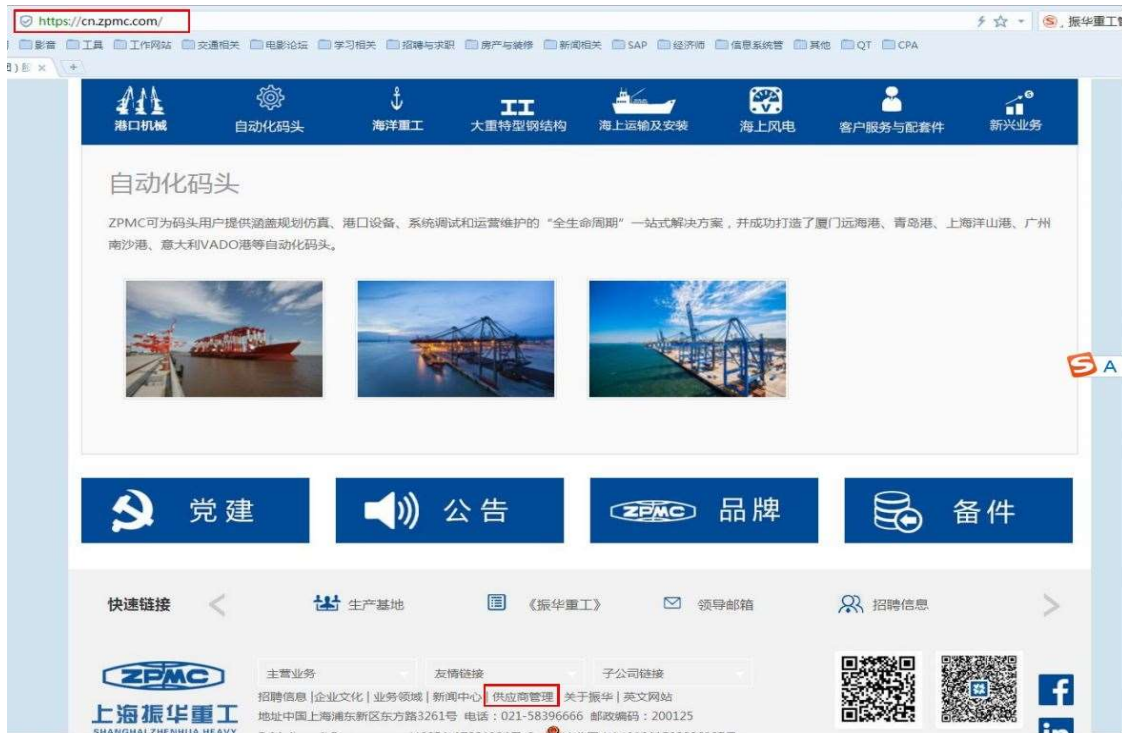 https://cn.zpmc.com/
振华重工
影音 工具 工作网站 交通相关 电影论坛 学习相关 招聘与求职 房产与装修 新闻相关 SAP 经济师 信息系统管 其他 QT CPA
港口机械 自动化码头 海洋重工 大重特型钢结构 海上运输及安装 海上风电 客户服务与配套件 新兴业务
自动化码头
ZPMC可为码头用户提供涵盖规划仿真、港口设备、系统调试和运营维护的“全生命周期”一站式解决方案，并成功打造了厦门远海港、青岛港、上海洋山港、广州
南沙港、意大利VADO港等自动化码头。
A
党建 公告 ZPMC 品牌 备件
快速链接 < 生产基地 《振华重工》 领导邮箱 招聘信息 >
ZPMC
上海振华重工
SHANGHAI ZHENHUA HEAVY
主营业务 友情链接 子公司链接
招聘信息|企业文化|业务领域|新闻中心|供应商管理 关于振华|英文网站
地址中国上海浦东新区东方路3261号 电话：021-58396666 邮政编码：200125
f
in